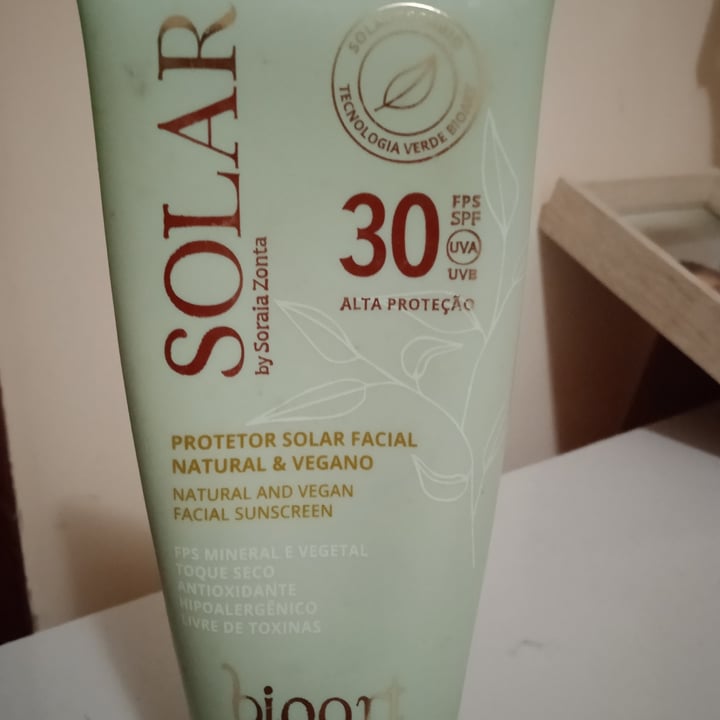 SOLAR
by Soraia Zonta
TECNOLOGIA VERDE BIOART
30
FPS
SPF
UVA
UVB
ALTA PROTEÇÃO
PROTETOR SOLAR FACIAL
NATURAL & VEGANO
NATURAL AND VEGAN
FACIAL SUNSCREEN
FPS MINERAL E VEGETAL
TOQUE SECO
ANTIOXIDANTE
HIPOALERGÊNICO
LIVRE DE TOXINAS
bioart